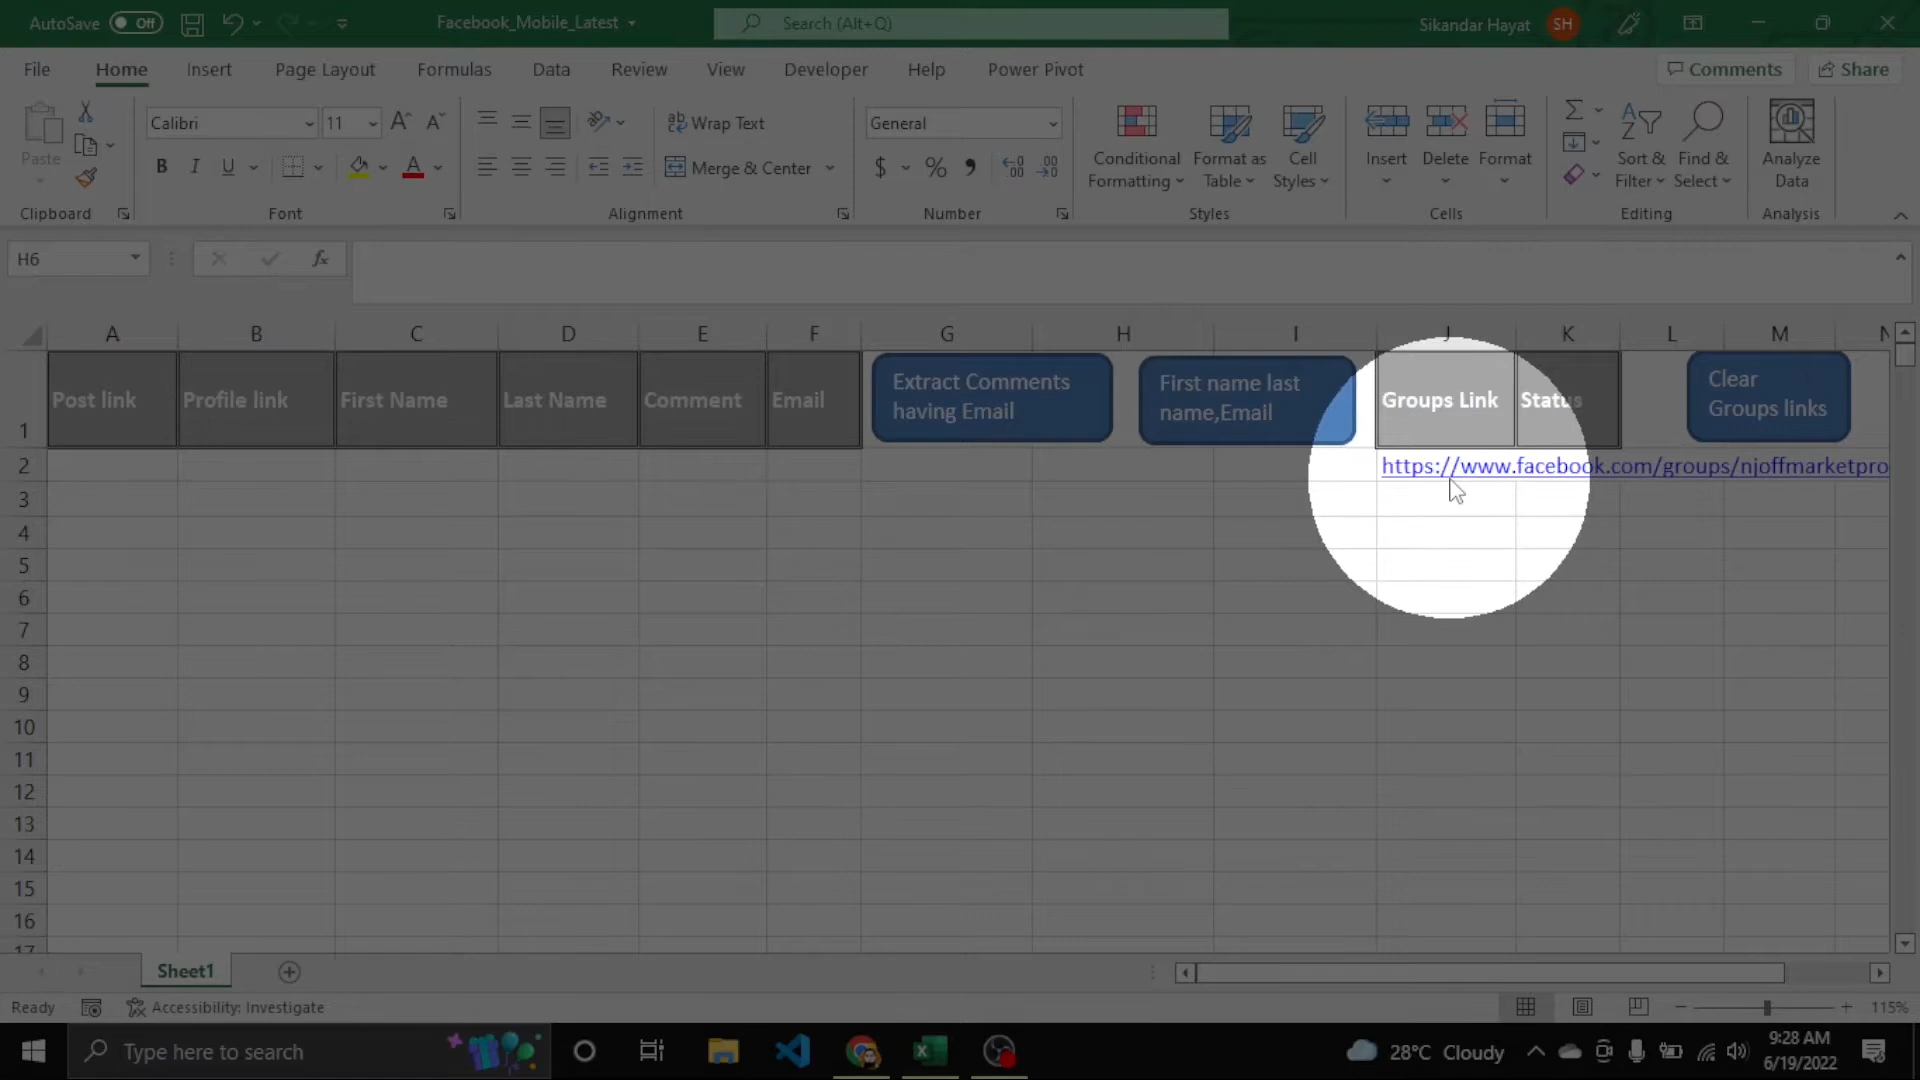 AutoSave Off
Facebook_Mobile_Latest
Search (Alt+Q)
Sikandar Hayat SH
File Home Insert Page Layout Formulas Data Review View Developer Help Power Pivot
Comments Share
Paste
Calibri 11
Wrap Text
General
B I U
A
Merge & Center
$ %
Conditional Formatting
Format as Table
Cell Styles
Insert
Delete
Format
Sort & Filter
Find & Select
Analyze Data
Clipboard Font Alignment Number Styles Cells Editing Analysis
H6
fx
A B C D E F G H I J K L M N
1
Post link Profile link First Name Last Name Comment Email
Extract Comments
having Email
First name last
name,Email
Groups Link Status
Clear
Groups links
2
https://www.facebook.com/groups/njoffmarketpro
3
4
5
6
7
8
9
10
11
12
13
14
15
16
17
Sheet1
Ready
Accessibility: Investigate
115%
Type here to search
28°C Cloudy
9:28 AM
6/19/2022